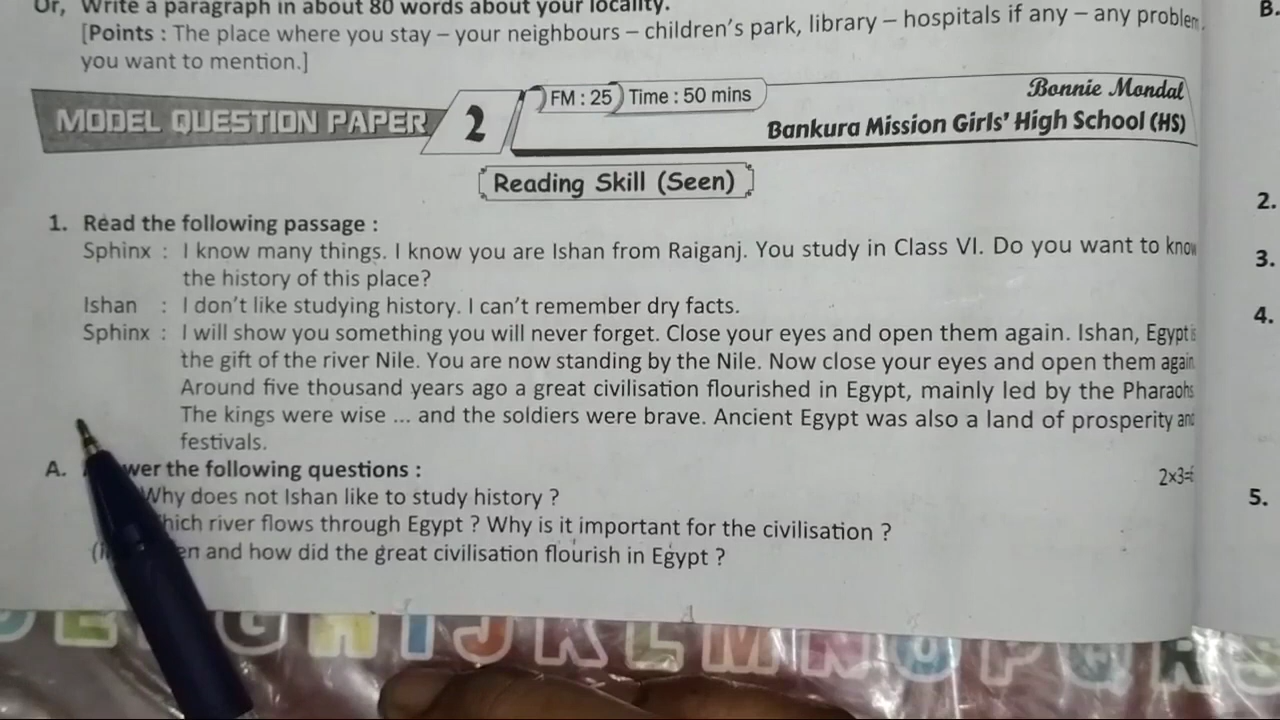 Or, Write a paragraph in about 80 words about your locality.
[Points : The place where you stay – your neighbours – children's park, library – hospitals if any – any problem
you want to mention.]
MODEL QUESTION PAPER 2 FM : 25 Time : 50 mins
Bonnie Mondal
Bankura Mission Girls' High School (HS)
Reading Skill (Seen)
1. Read the following passage :
Sphinx : I know many things. I know you are Ishan from Raiganj. You study in Class VI. Do you want to know
the history of this place?
Ishan : I don't like studying history. I can't remember dry facts.
Sphinx : I will show you something you will never forget. Close your eyes and open them again. Ishan, Egypt is
the gift of the river Nile. You are now standing by the Nile. Now close your eyes and open them again.
Around five thousand years ago a great civilisation flourished in Egypt, mainly led by the Pharaohs
The kings were wise ... and the soldiers were brave. Ancient Egypt was also a land of prosperity and
festivals.
A. the following questions : 2x3=
Why does not Ishan like to study history ?
river flows through Egypt ? Why is it important for the civilisation ?
and how did the great civilisation flourish in Egypt ?
B.
2.
3.
4.
5.